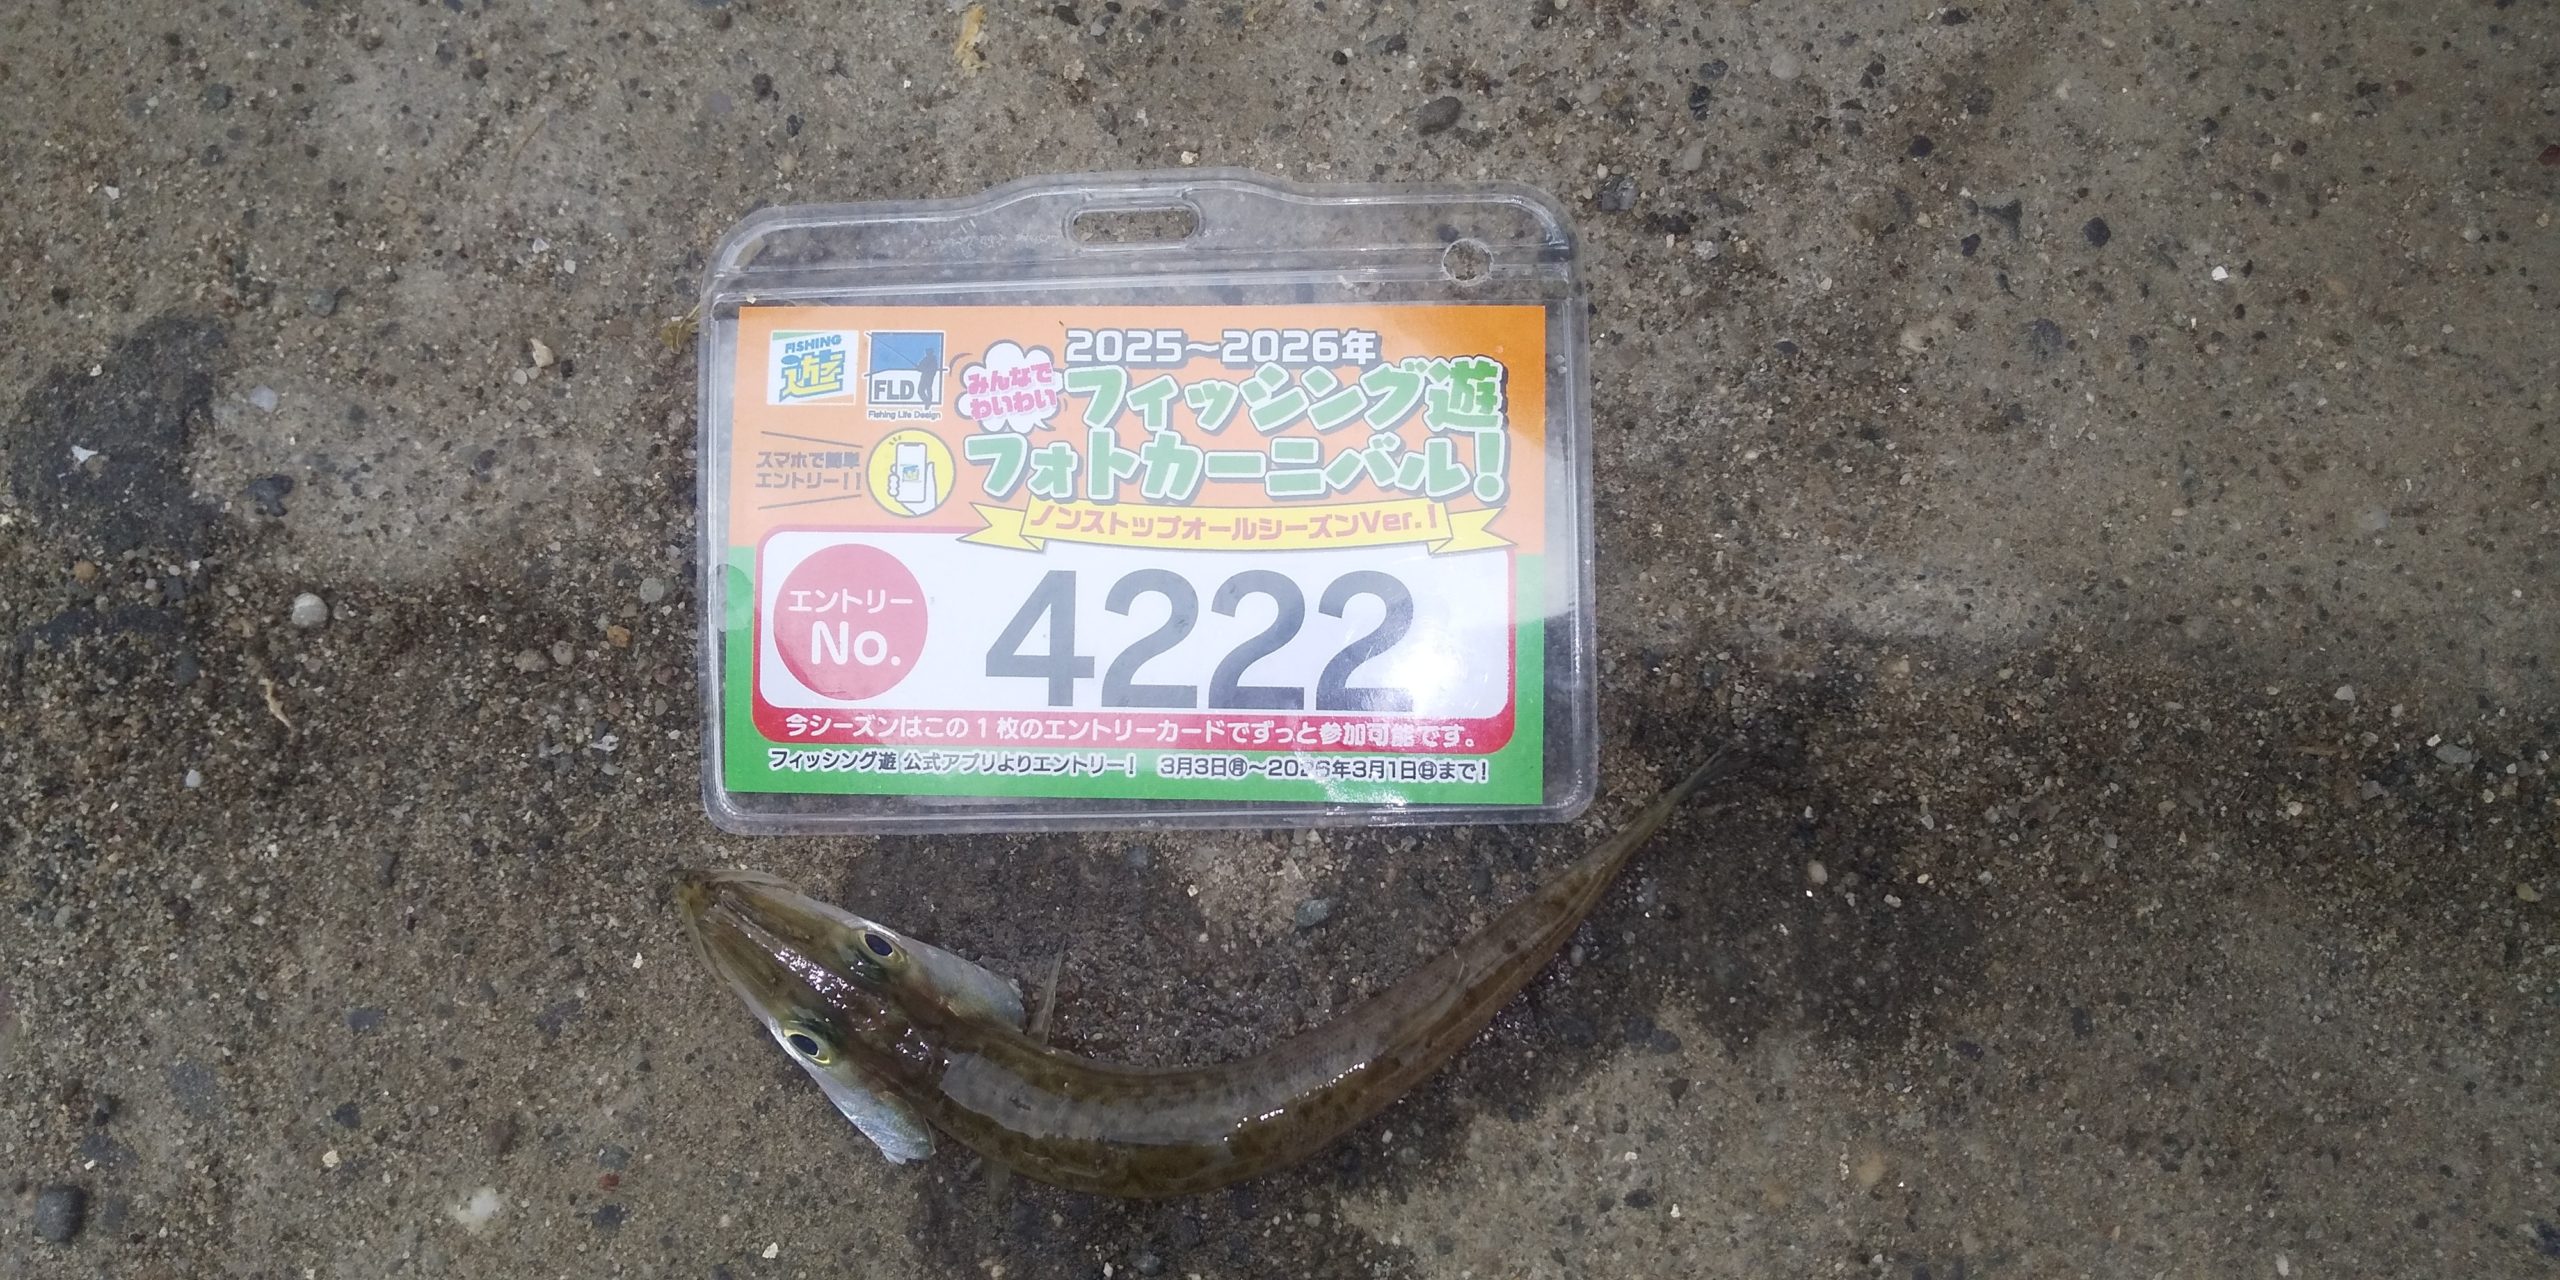 FISHING
遊
FLD
Fishing Life Design
2025～2026年
みんなで
わいわい
フィッシング遊
フォトカーニバル!
スマホで簡単
エントリー!!
ノンストップオールシーズンVer.!
エントリー
No.
4222
今シーズンはこの1枚のエントリーカードでずっと参加可能です。
フィッシング遊 公式アプリよりエントリー! 3月3日㊊～2026年3月1日㊐まで!